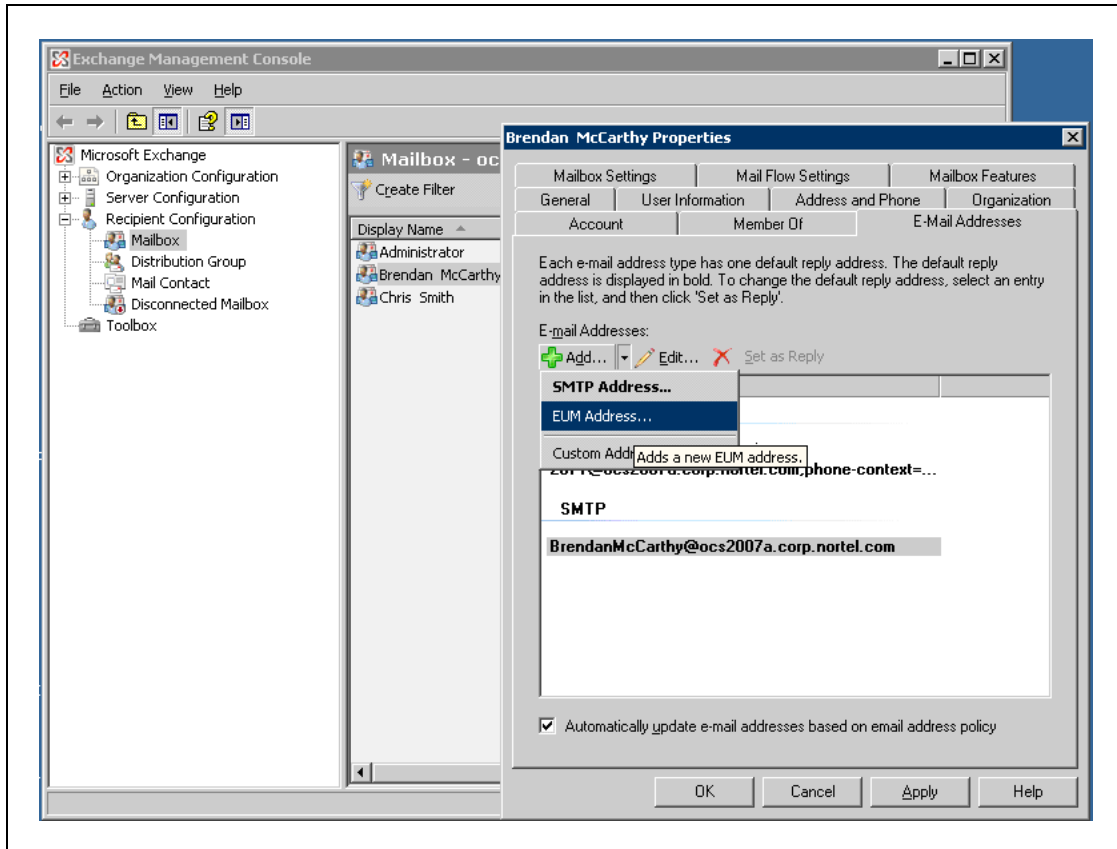 Exchange Management Console
File Action View Help
Microsoft Exchange
Organization Configuration
Server Configuration
Recipient Configuration
Mailbox
Distribution Group
Mail Contact
Disconnected Mailbox
Toolbox
Mailbox - oc
Create Filter
Display Name
Administrator
Brendan McCarthy
Chris Smith
Brendan McCarthy Properties
Mailbox Settings Mail Flow Settings Mailbox Features
General User Information Address and Phone Organization
Account Member Of E-Mail Addresses
Each e-mail address type has one default reply address. The default reply
address is displayed in bold. To change the default reply address, select an entry
in the list, and then click 'Set as Reply'.
E-mail Addresses:
Add... Edit... Set as Reply
SMTP Address...
EUM Address...
Custom Addr
Adds a new EUM address.
phone-context=...
SMTP
BrendanMcCarthy@ocs2007a.corp.nortel.com
Automatically update e-mail addresses based on email address policy
OK Cancel Apply Help